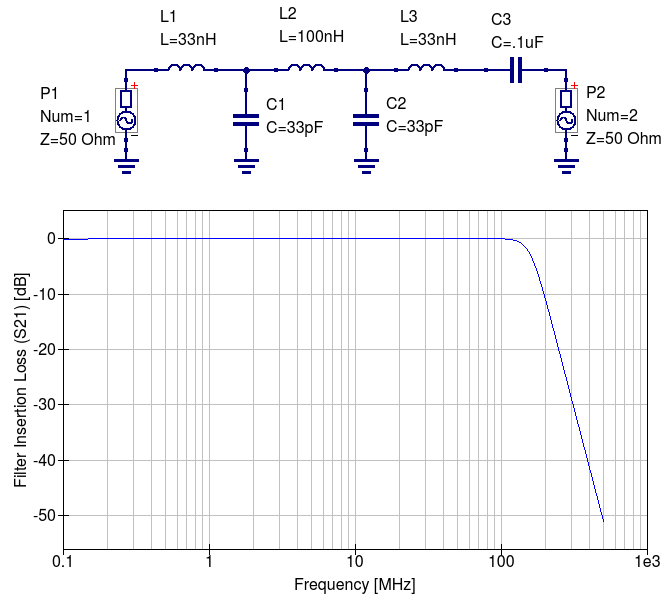 L1
L=33nH
L2
L=100nH
L3
L=33nH
C3
C=.1uF
P1
Num=1
Z=50 Ohm
C1
C=33pF
C2
C=33pF
P2
Num=2
Z=50 Ohm
+
−
+
−
Filter Insertion Loss (S21) [dB]
0
-10
-20
-30
-40
-50
0.1
1
10
100
1e3
Frequency [MHz]